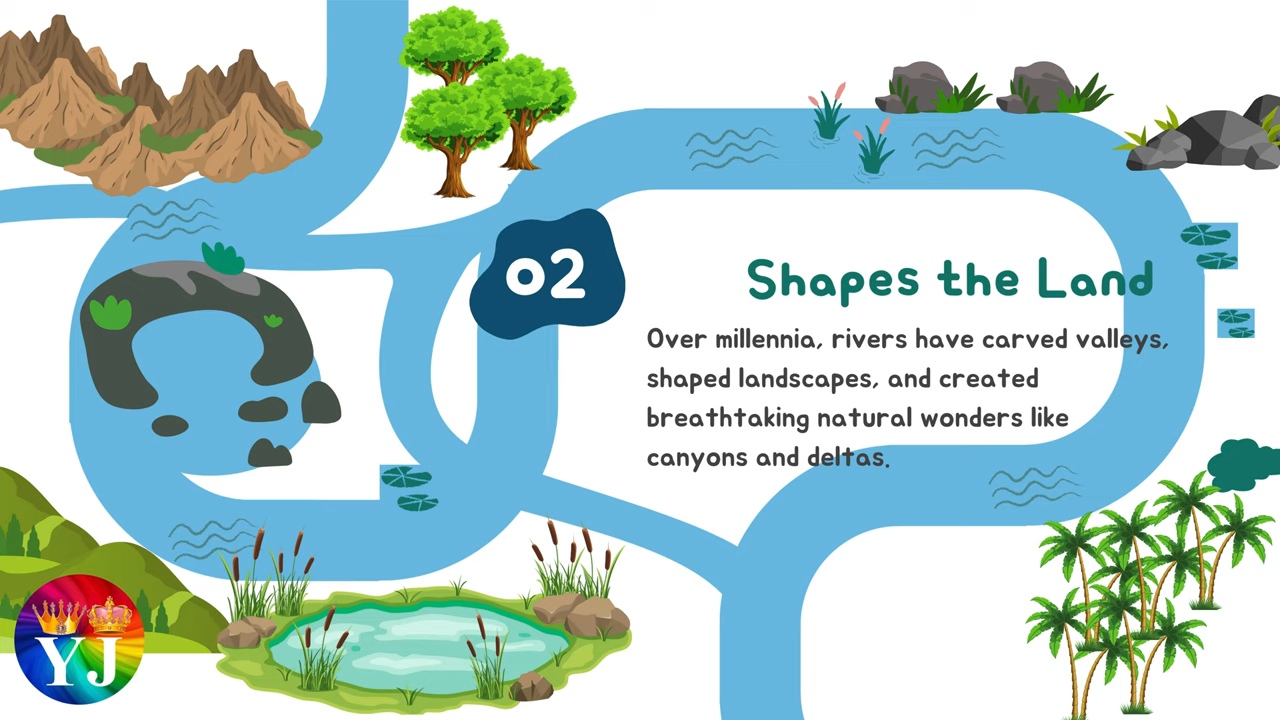 02
Shapes the Land
Over millennia, rivers have carved valleys,
shaped landscapes, and created
breathtaking natural wonders like
canyons and deltas.
YJ